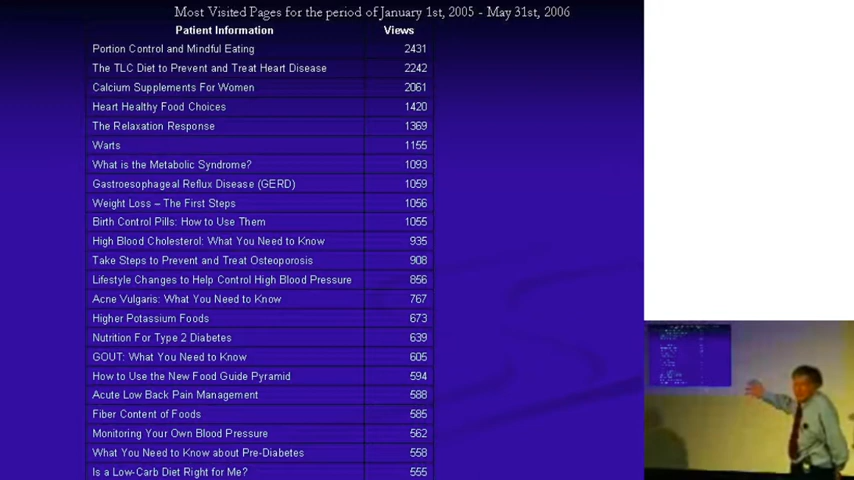 Most Visited Pages for the period of January 1st, 2005 - May 31st, 2006
Patient Information Views
Portion Control and Mindful Eating 2431
The TLC Diet to Prevent and Treat Heart Disease 2242
Calcium Supplements For Women 2061
Heart Healthy Food Choices 1420
The Relaxation Response 1369
Warts 1155
What is the Metabolic Syndrome? 1093
Gastroesophageal Reflux Disease (GERD) 1059
Weight Loss – The First Steps 1056
Birth Control Pills: How to Use Them 1055
High Blood Cholesterol: What You Need to Know 935
Take Steps to Prevent and Treat Osteoporosis 908
Lifestyle Changes to Help Control High Blood Pressure 856
Acne Vulgaris: What You Need to Know 767
Higher Potassium Foods 673
Nutrition For Type 2 Diabetes 639
GOUT: What You Need to Know 605
How to Use the New Food Guide Pyramid 594
Acute Low Back Pain Management 588
Fiber Content of Foods 585
Monitoring Your Own Blood Pressure 562
What You Need to Know about Pre-Diabetes 558
Is a Low-Carb Diet Right for Me? 555